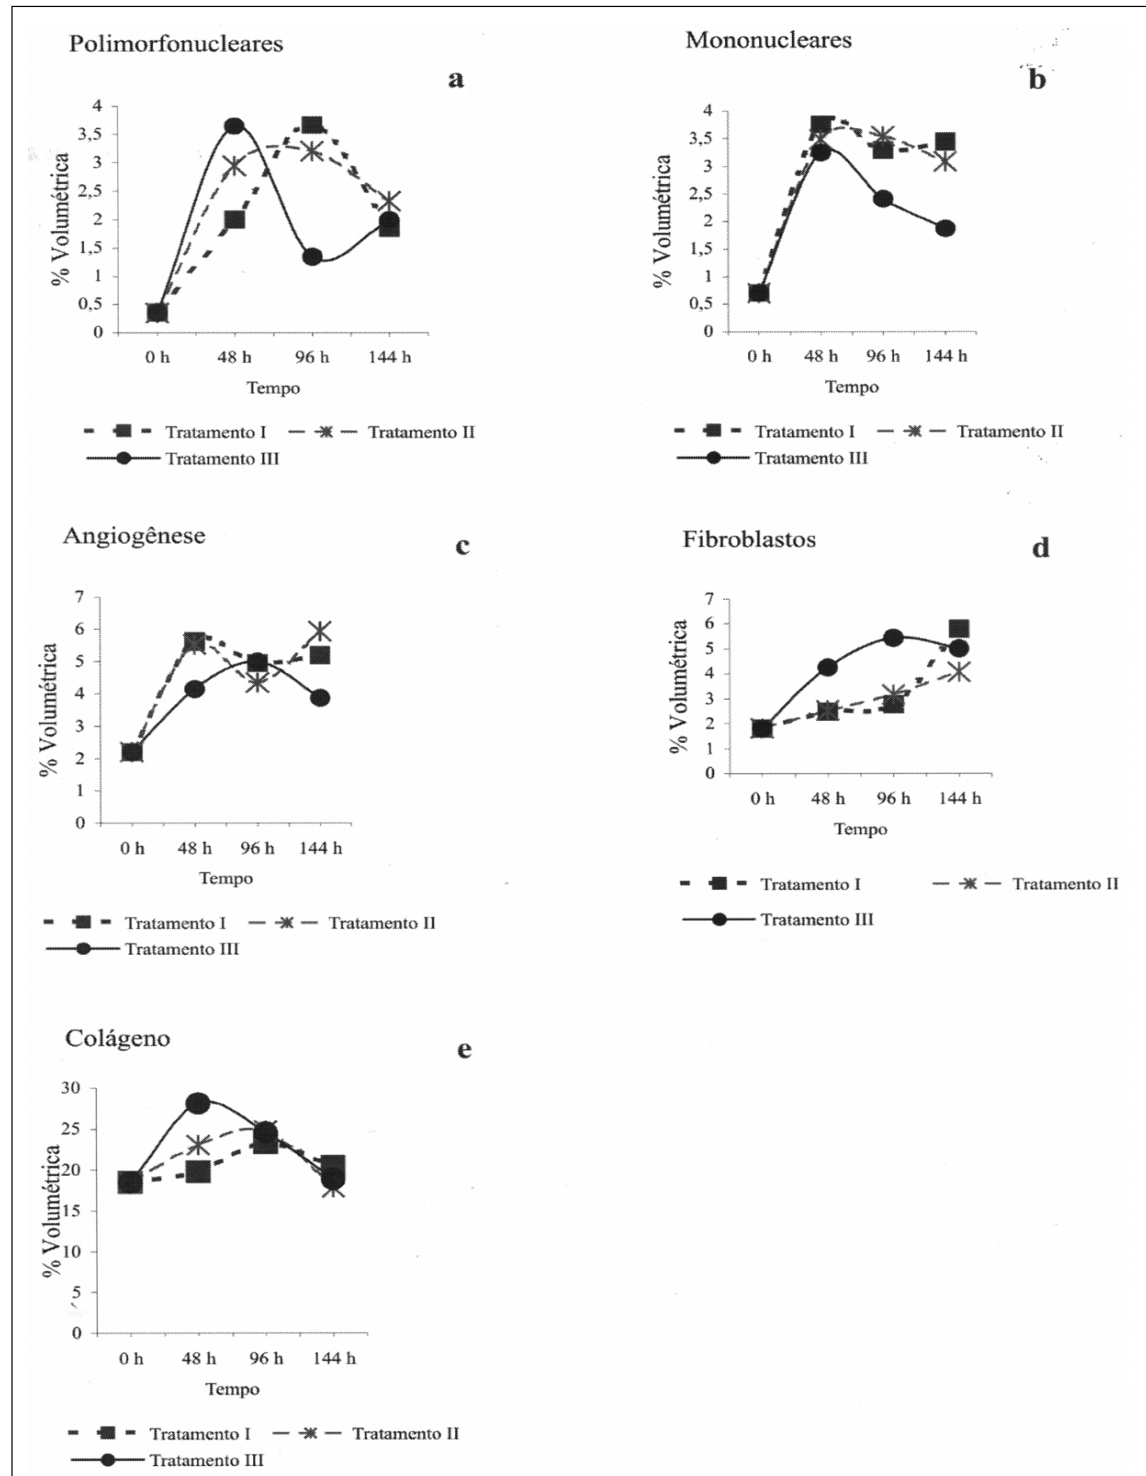 Polimorfonucleares
a
% Volumétrica
4
3,5
3
2,5
2
1,5
1
0,5
0
0 h 48 h 96 h 144 h
Tempo
Tratamento I Tratamento II
Tratamento III
Mononucleares
b
% Volumétrica
4
3,5
3
2,5
2
1,5
1
0,5
0
0 h 48 h 96 h 144 h
Tempo
Tratamento I Tratamento II
Tratamento III
Angiogênese
c
% Volumétrica
7
6
5
4
3
2
1
0
0 h 48 h 96 h 144 h
Tempo
Tratamento I Tratamento II
Tratamento III
Fibroblastos
d
% Volumétrica
7
6
5
4
3
2
1
0
0 h 48 h 96 h 144 h
Tempo
Tratamento I Tratamento II
Tratamento III
Colágeno
e
% Volumétrica
30
25
20
15
10
5
0
0 h 48 h 96 h 144 h
Tempo
Tratamento I Tratamento II
Tratamento III